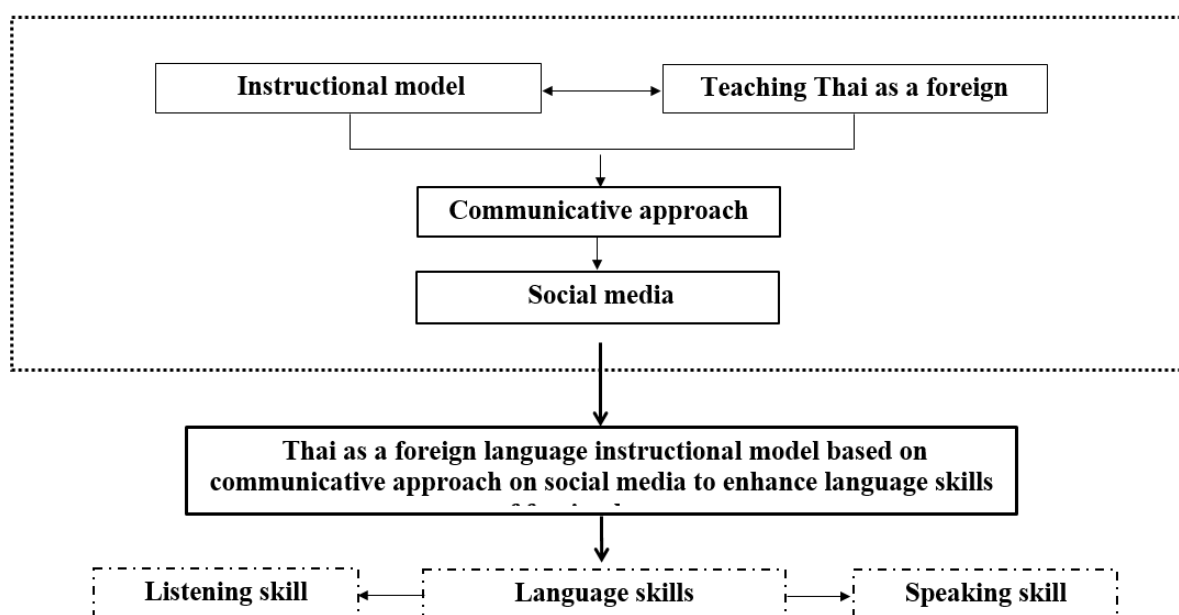 Instructional model
Teaching Thai as a foreign
Communicative approach
Social media
Thai as a foreign language instructional model based on
communicative approach on social media to enhance language skills
Listening skill
Language skills
Speaking skill